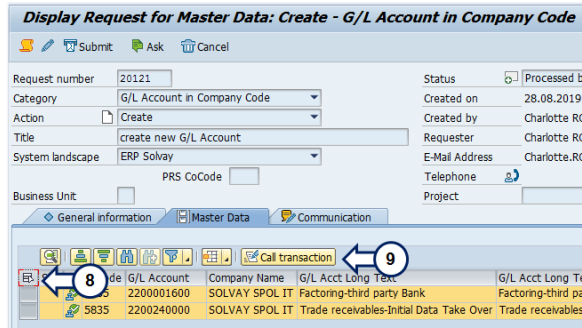 Display Request for Master Data: Create - G/L Account in Company Code
Submit Ask Cancel
Request number 20121 Status Processed b
Category G/L Account in Company Code Created on 28.08.2019
Action Create Created by Charlotte RO
Title create new G/L Account Requester Charlotte RO
System landscape ERP Solvay E-Mail Address Charlotte.RO
PRS CoCode Telephone
Business Unit Project
General information Master Data Communication
Call transaction 9
8 de G/L Account Company Name G/L Acct Long Text G/L Acct Long Te
2200001600 SOLVAY SPOL IT Factoring-third party Bank Factoring-third pa
5835 2200240000 SOLVAY SPOL IT Trade receivables-Initial Data Take Over Trade receivables